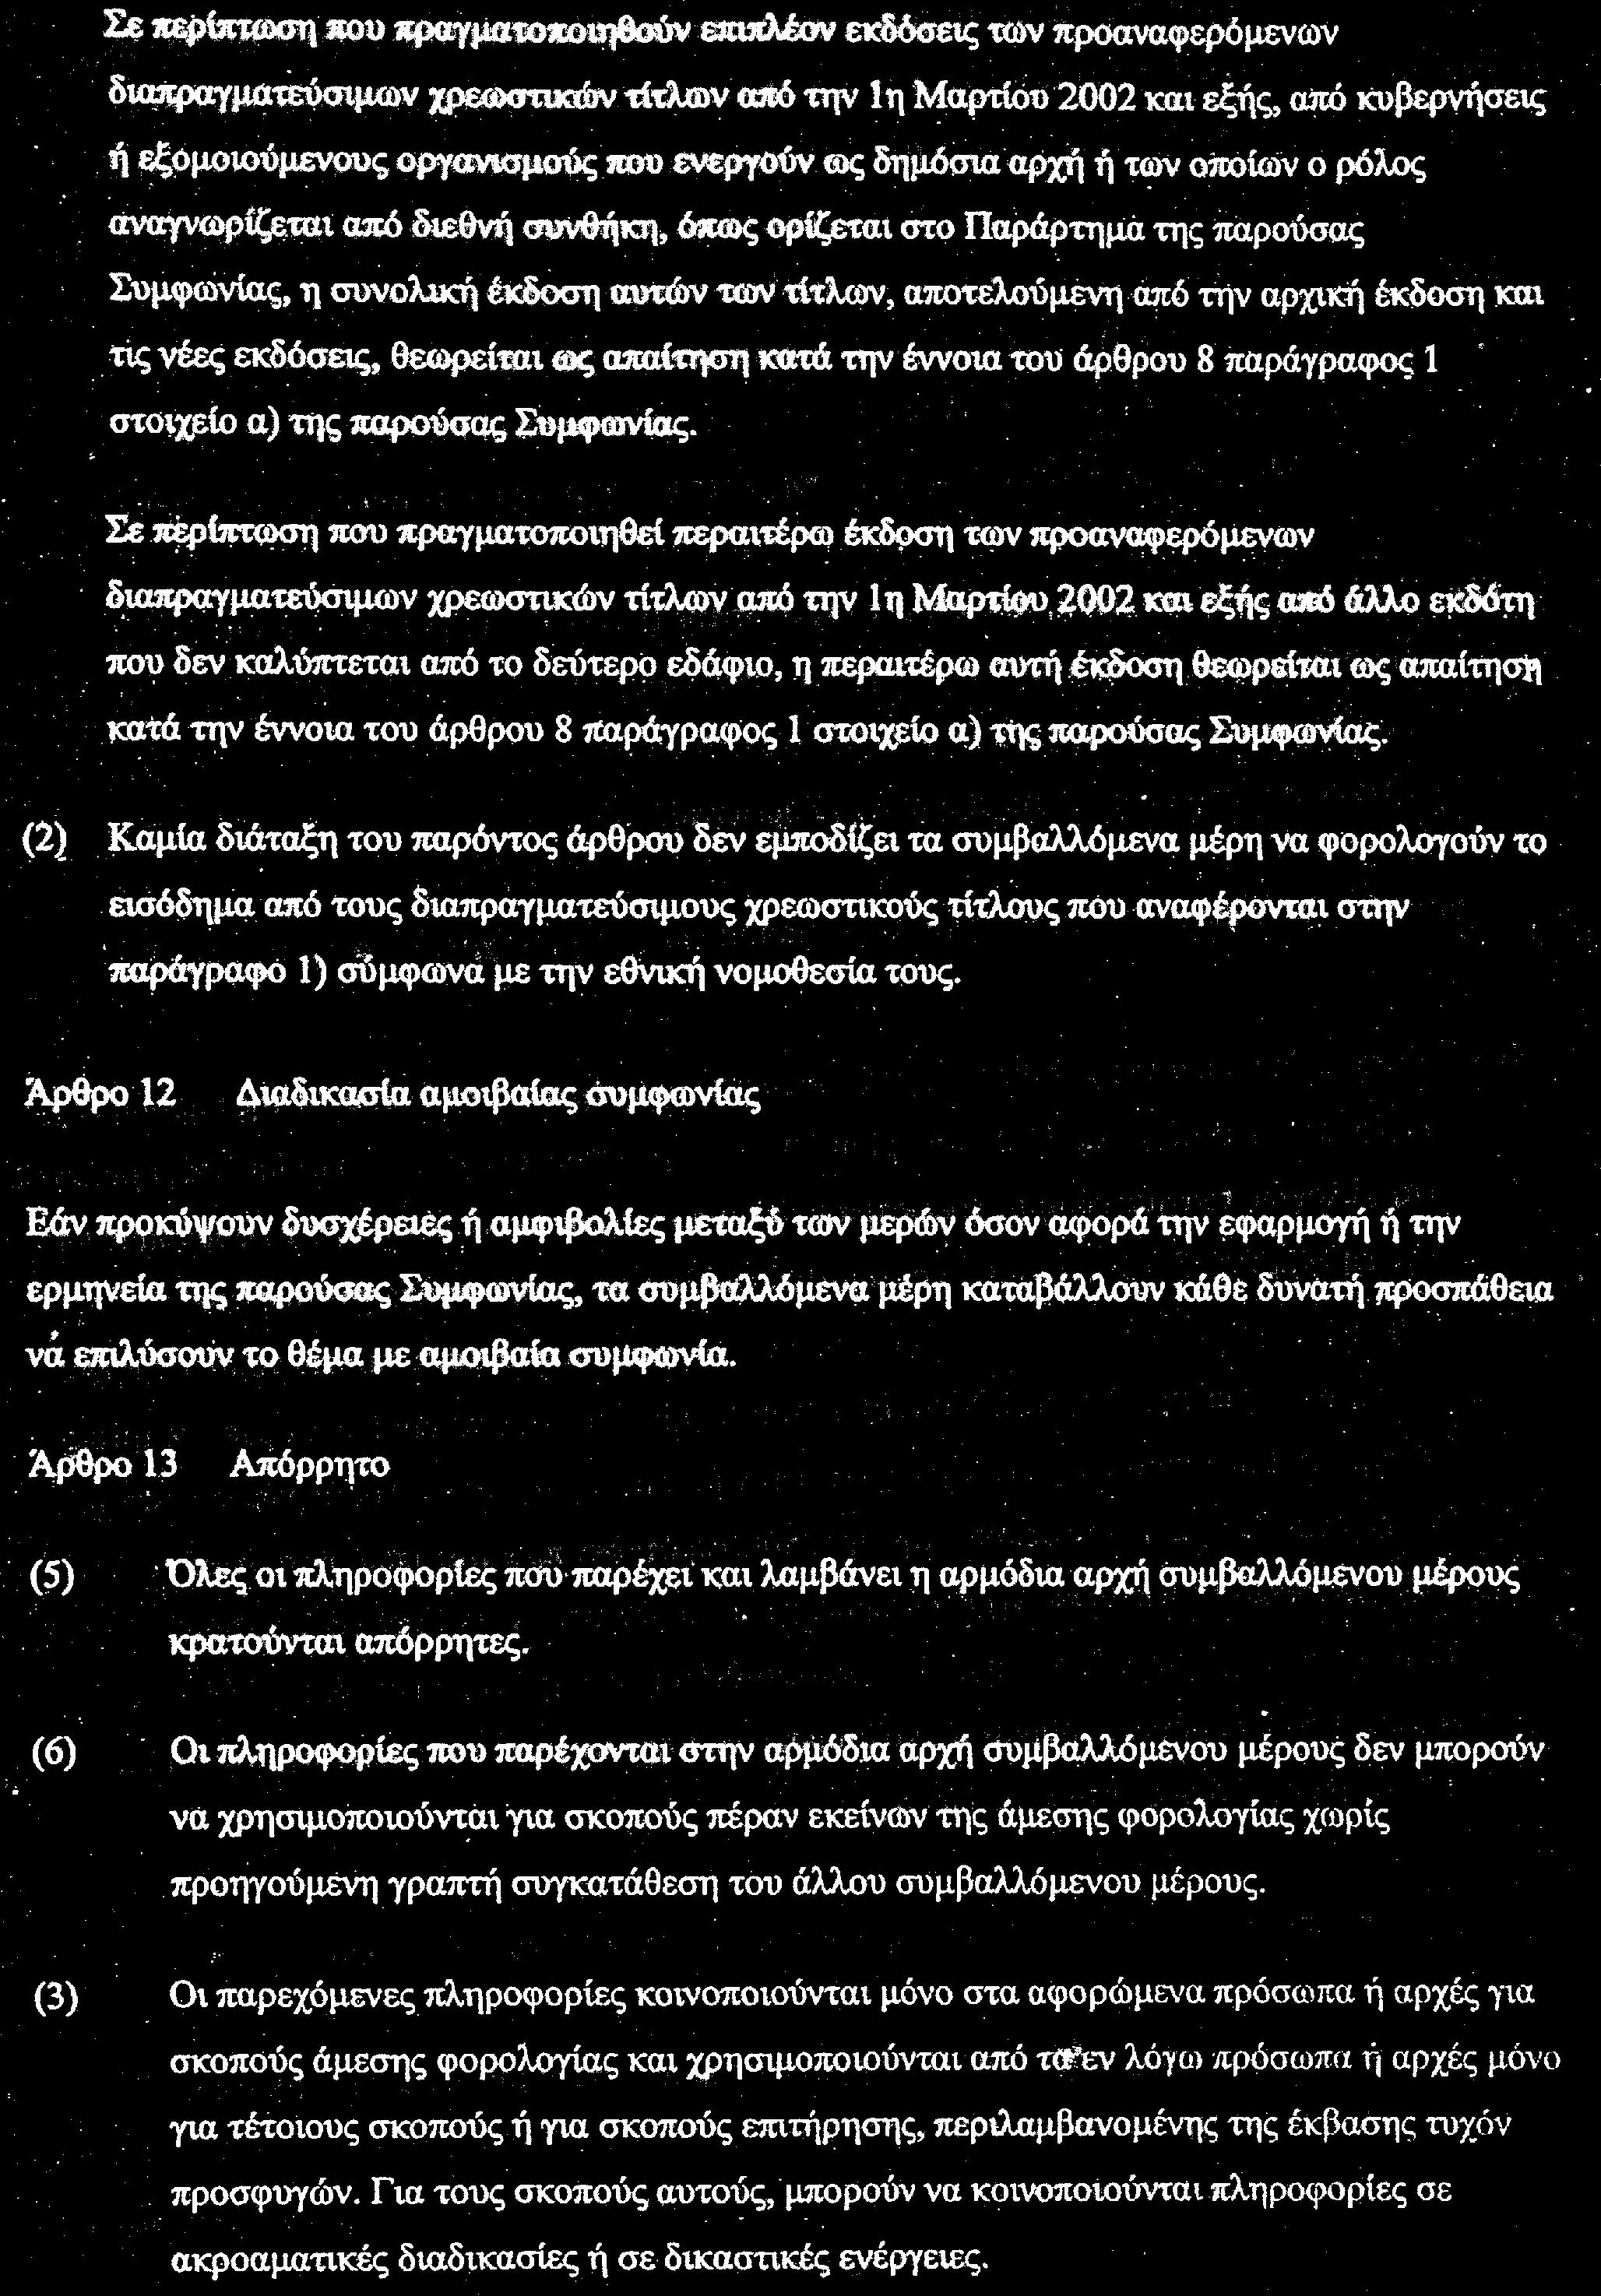 Σε περίπτωση που πραγματοποιηθούν επιπλέον εκδόσεις των προαναφερόμενων
διαπραγματεύσιμων χρεωστικών τίτλων από την 1η Μαρτίου 2002 και εξής, από κυβερνήσεις
ή εξομοιούμενους οργανισμούς που ενεργούν ως δημόσια αρχή ή των οποίων ο ρόλος
αναγνωρίζεται από διεθνή συνθήκη, όπως ορίζεται στο Παράρτημα της παρούσας
Συμφωνίας, η συνολική έκδοση αυτών των τίτλων, αποτελούμενη από την αρχική έκδοση και
τις νέες εκδόσεις, θεωρείται ως απαίτηση κατά την έννοια του άρθρου 8 παράγραφος 1
στοιχείο α) της παρούσας Συμφωνίας.
Σε περίπτωση που πραγματοποιηθεί περαιτέρω έκδοση των προαναφερόμενων
διαπραγματεύσιμων χρεωστικών τίτλων από την 1η Μαρτίου 2002 και εξής από άλλο εκδότη
που δεν καλύπτεται από το δεύτερο εδάφιο, η περαιτέρω αυτή έκδοση θεωρείται ως απαίτηση
κατά την έννοια του άρθρου 8 παράγραφος 1 στοιχείο α) της παρούσας Συμφωνίας.
(2) Καμία διάταξη του παρόντος άρθρου δεν εμποδίζει τα συμβαλλόμενα μέρη να φορολογούν το
εισόδημα από τους διαπραγματεύσιμους χρεωστικούς τίτλους που αναφέρονται στην
παράγραφο 1) σύμφωνα με την εθνική νομοθεσία τους.
Άρθρο 12 Διαδικασία αμοιβαίας συμφωνίας
Εάν προκύψουν δυσχέρειες ή αμφιβολίες μεταξύ των μερών όσον αφορά την εφαρμογή ή την
ερμηνεία της παρούσας Συμφωνίας, τα συμβαλλόμενα μέρη καταβάλλουν κάθε δυνατή προσπάθεια
να επιλύσουν το θέμα με αμοιβαία συμφωνία.
Άρθρο 13 Απόρρητο
(5) Όλες οι πληροφορίες που παρέχει και λαμβάνει η αρμόδια αρχή συμβαλλόμενου μέρους
κρατούνται απόρρητες.
(6) Οι πληροφορίες που παρέχονται στην αρμόδια αρχή συμβαλλόμενου μέρους δεν μπορούν
να χρησιμοποιούνται για σκοπούς πέραν εκείνων της άμεσης φορολογίας χωρίς
προηγούμενη γραπτή συγκατάθεση του άλλου συμβαλλόμενου μέρους.
(3) Οι παρεχόμενες πληροφορίες κοινοποιούνται μόνο στα αφορώμενα πρόσωπα ή αρχές για
σκοπούς άμεσης φορολογίας και χρησιμοποιούνται από τα εν λόγω πρόσωπα ή αρχές μόνο
για τέτοιους σκοπούς ή για σκοπούς επιτήρησης, περιλαμβανομένης της έκβασης τυχόν
προσφυγών. Για τους σκοπούς αυτούς, μπορούν να κοινοποιούνται πληροφορίες σε
ακροαματικές διαδικασίες ή σε δικαστικές ενέργειες.